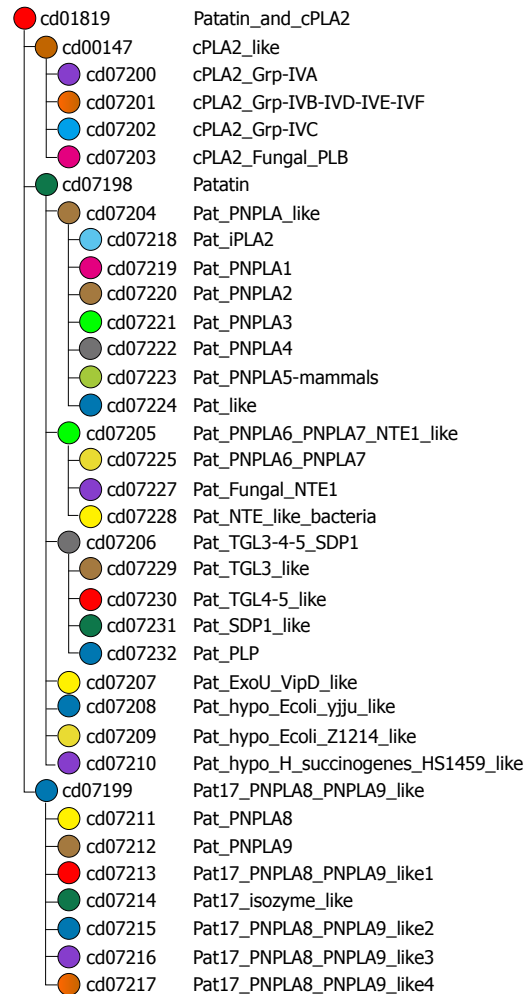 cd01819 Patatin_and_cPLA2
cd00147 cPLA2_like
cd07200 cPLA2_Grp-IVA
cd07201 cPLA2_Grp-IVB-IVD-IVE-IVF
cd07202 cPLA2_Grp-IVC
cd07203 cPLA2_Fungal_PLB
cd07198 Patatin
cd07204 Pat_PNPLA_like
cd07218 Pat_iPLA2
cd07219 Pat_PNPLA1
cd07220 Pat_PNPLA2
cd07221 Pat_PNPLA3
cd07222 Pat_PNPLA4
cd07223 Pat_PNPLA5-mammals
cd07224 Pat_like
cd07205 Pat_PNPLA6_PNPLA7_NTE1_like
cd07225 Pat_PNPLA6_PNPLA7
cd07227 Pat_Fungal_NTE1
cd07228 Pat_NTE_like_bacteria
cd07206 Pat_TGL3-4-5_SDP1
cd07229 Pat_TGL3_like
cd07230 Pat_TGL4-5_like
cd07231 Pat_SDP1_like
cd07232 Pat_PLP
cd07207 Pat_ExoU_VipD_like
cd07208 Pat_hypo_Ecoli_yjju_like
cd07209 Pat_hypo_Ecoli_Z1214_like
cd07210 Pat_hypo_H_succinogenes_HS1459_like
cd07199 Pat17_PNPLA8_PNPLA9_like
cd07211 Pat_PNPLA8
cd07212 Pat_PNPLA9
cd07213 Pat17_PNPLA8_PNPLA9_like1
cd07214 Pat17_isozyme_like
cd07215 Pat17_PNPLA8_PNPLA9_like2
cd07216 Pat17_PNPLA8_PNPLA9_like3
cd07217 Pat17_PNPLA8_PNPLA9_like4